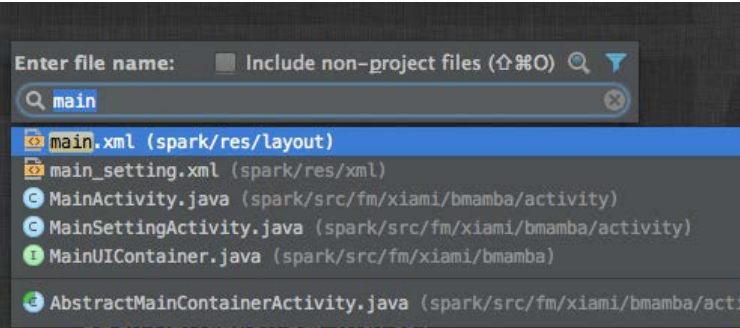 Enter file name: Include non-project files (⇧⌘O)
main
main.xml (spark/res/layout)
main_setting.xml (spark/res/xml)
C MainActivity.java (spark/src/fm/xiami/bmamba/activity)
C MainSettingActivity.java (spark/src/fm/xiami/bmamba/activity)
I MainUIContainer.java (spark/src/fm/xiami/bmamba)
C AbstractMainContainerActivity.java (spark/src/fm/xiami/bmamba/acti